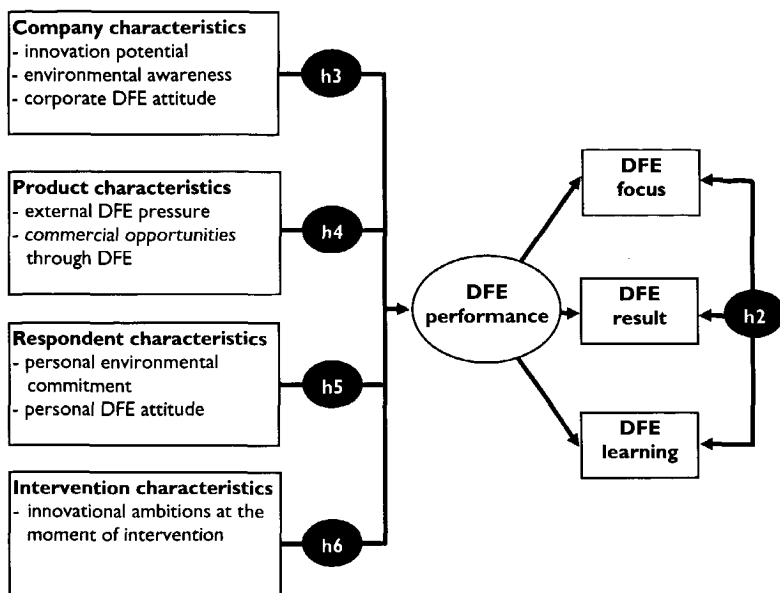 Company characteristics
- innovation potential
- environmental awareness
- corporate DFE attitude
h3
Product characteristics
- external DFE pressure
- commercial opportunities
through DFE
h4
Respondent characteristics
- personal environmental
commitment
- personal DFE attitude
h5
Intervention characteristics
- innovational ambitions at the
moment of intervention
h6
DFE
performance
DFE
focus
DFE
result
DFE
learning
h2